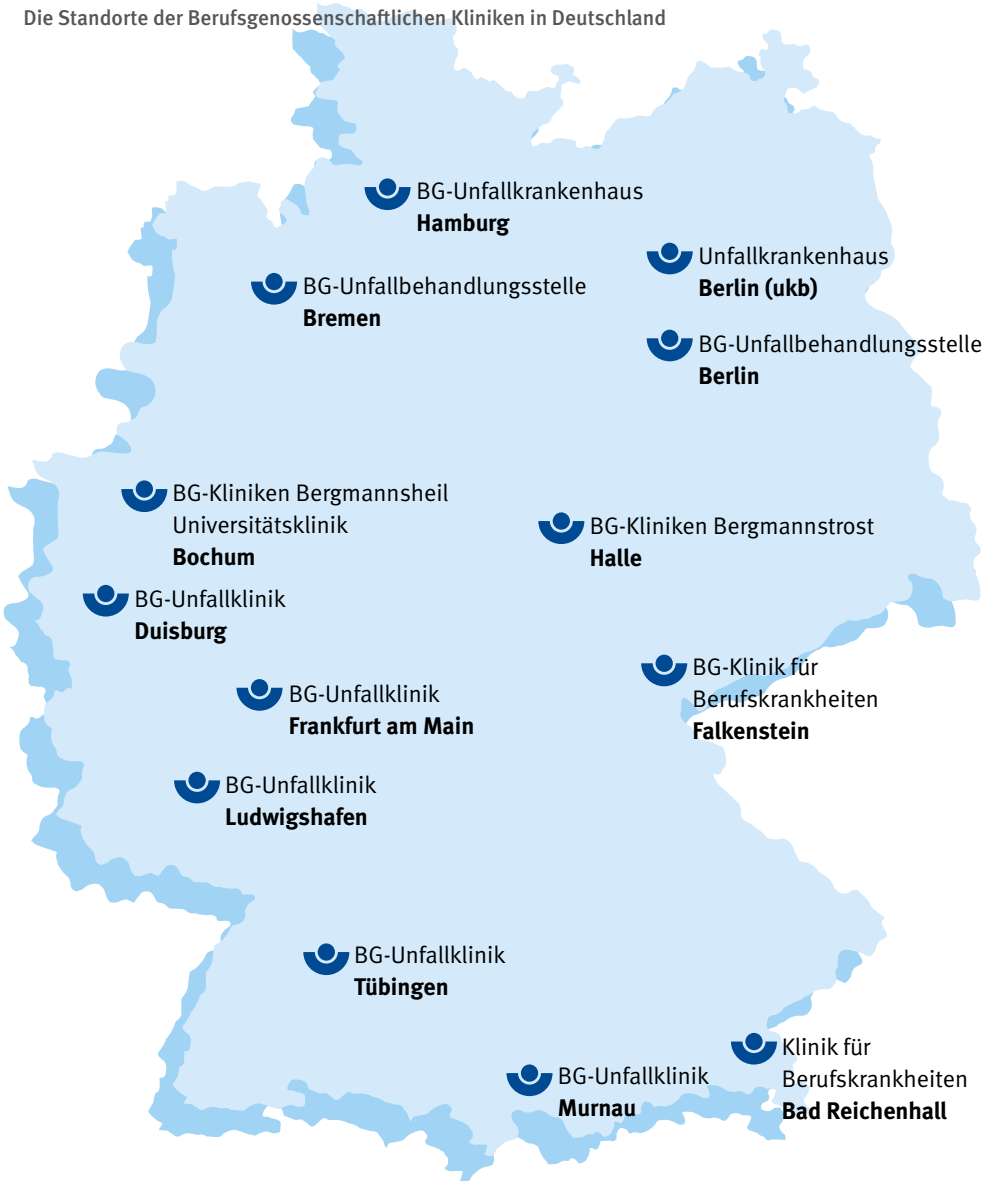 Die Standorte der Berufsgenossenschaftlichen Kliniken in Deutschland
BG-Unfallkrankenhaus
Hamburg
Unfallkrankenhaus
Berlin (ukb)
BG-Unfallbehandlungsstelle
Bremen
BG-Unfallbehandlungsstelle
Berlin
BG-Kliniken Bergmannsheil
Universitätsklinik
Bochum
BG-Kliniken Bergmannstrost
Halle
BG-Unfallklinik
Duisburg
BG-Klinik für
Berufskrankheiten
Falkenstein
BG-Unfallklinik
Frankfurt am Main
BG-Unfallklinik
Ludwigshafen
BG-Unfallklinik
Tübingen
Klinik für
Berufskrankheiten
Bad Reichenhall
BG-Unfallklinik
Murnau